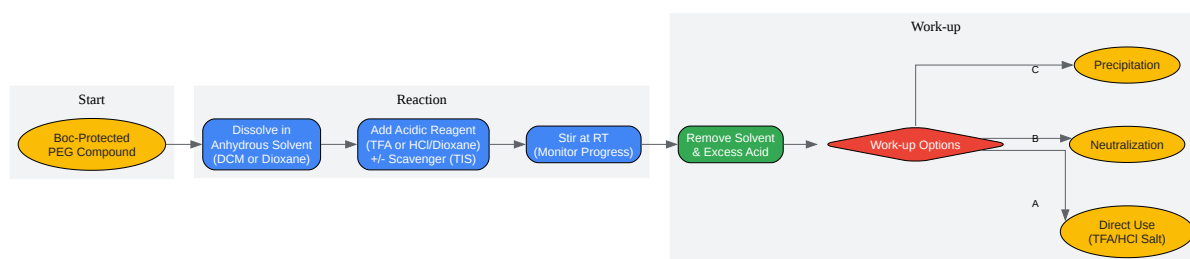 Work-up
Start
Reaction
Boc-Protected
PEG Compound
Dissolve in
Anhydrous Solvent
(DCM or Dioxane)
Add Acidic Reagent
(TFA or HCl/Dioxane)
+/- Scavenger (TIS)
Stir at RT
(Monitor Progress)
Remove Solvent
& Excess Acid
Work-up Options
C
Precipitation
B
Neutralization
A
Direct Use
(TFA/HCl Salt)